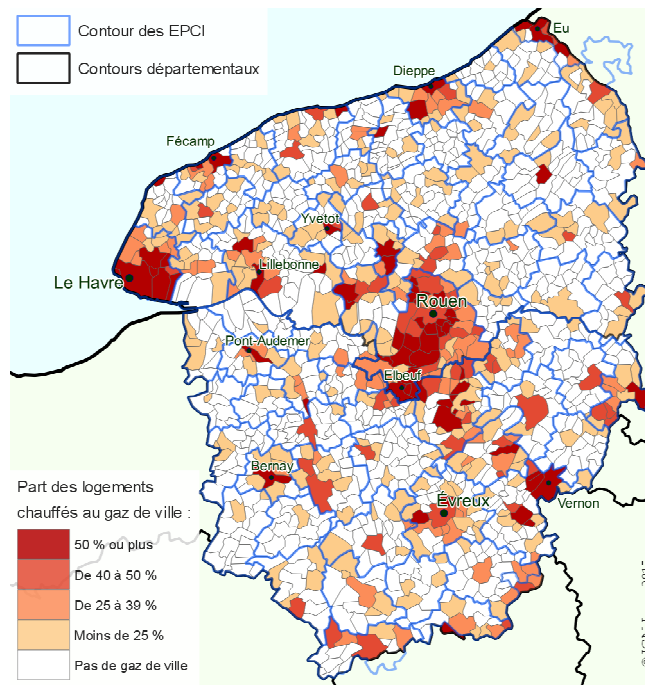 Contour des EPCI
Contours départementaux
Eu
Dieppe
Fécamp
Yvetot
Lillebonne
Le Havre
Rouen
Pont-Audemer
Elbeuf
Bernay
Évreux
Vernon
Part des logements
chauffés au gaz de ville :
50 % ou plus
De 40 à 50 %
De 25 à 39 %
Moins de 25 %
Pas de gaz de ville